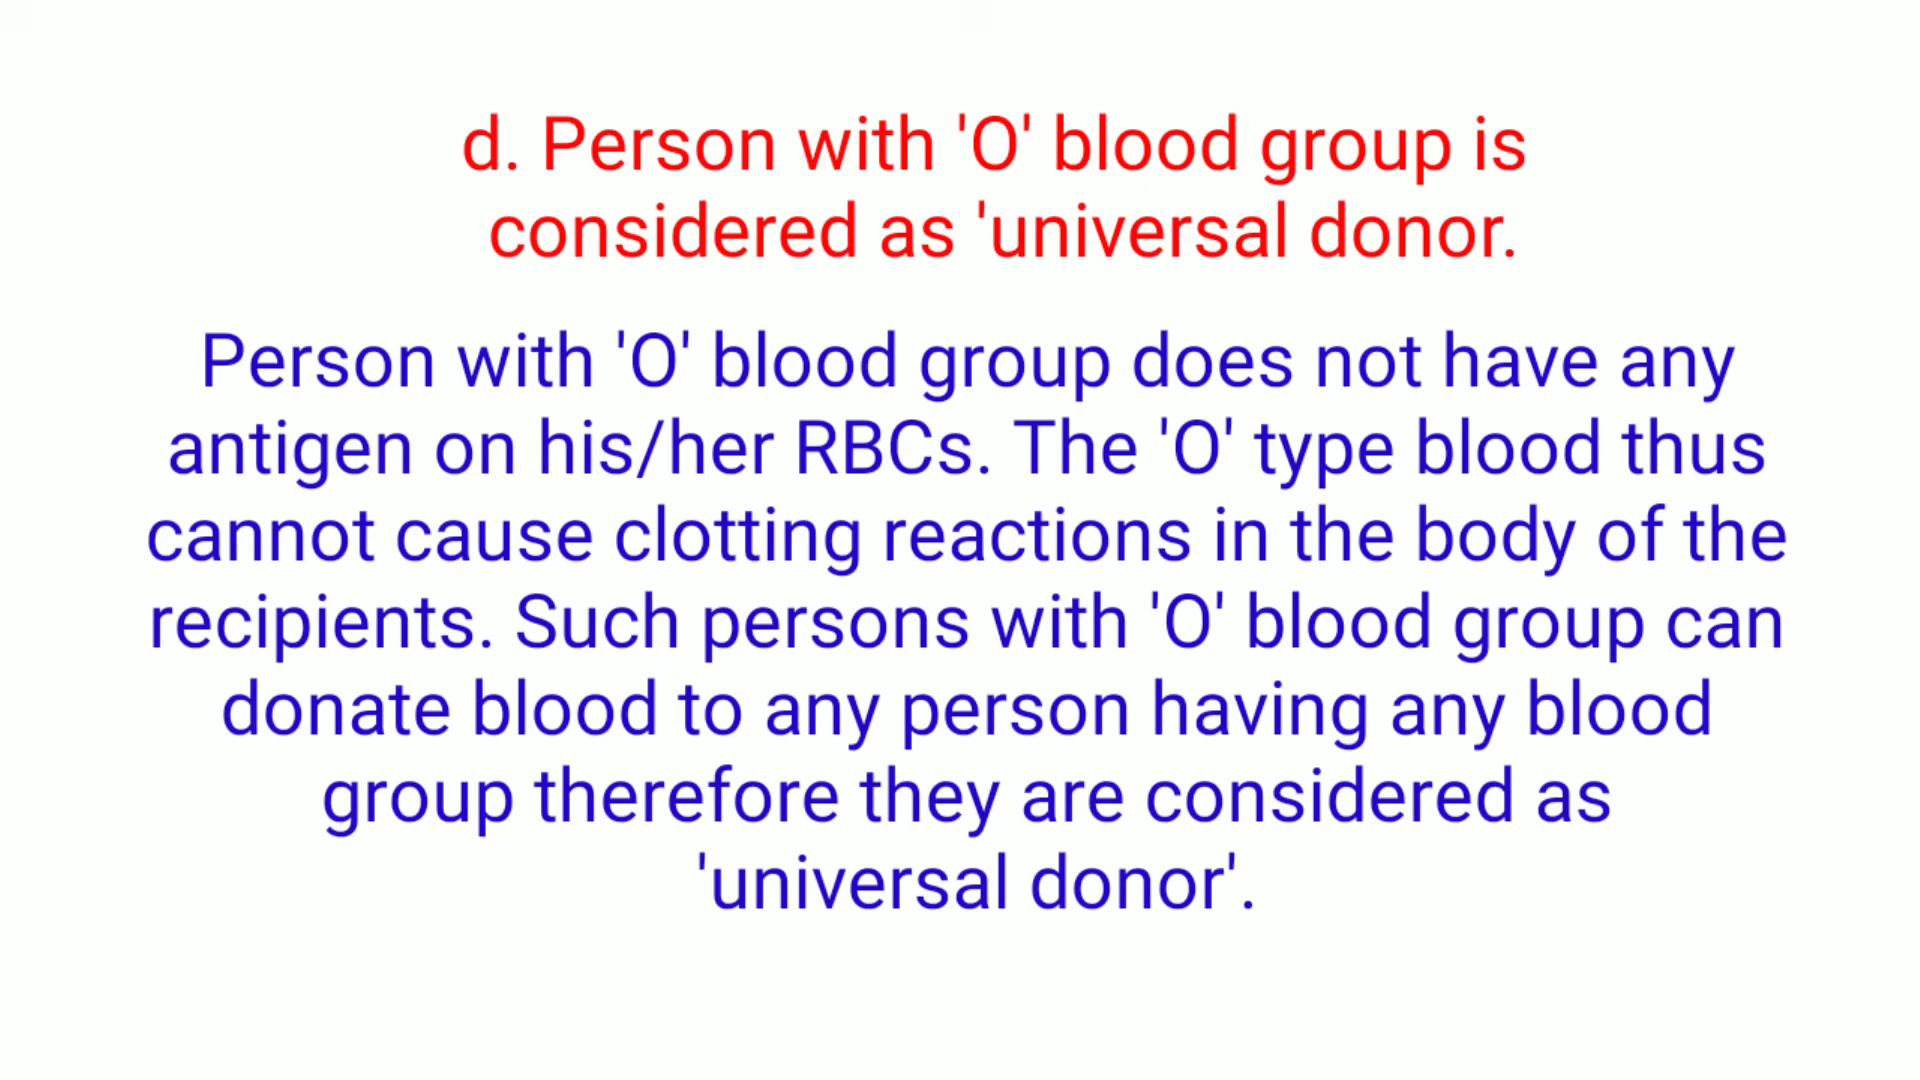 d. Person with 'O' blood group is
considered as 'universal donor.
Person with 'O' blood group does not have any
antigen on his/her RBCs. The 'O' type blood thus
cannot cause clotting reactions in the body of the
recipients. Such persons with 'O' blood group can
donate blood to any person having any blood
group therefore they are considered as
'universal donor'.